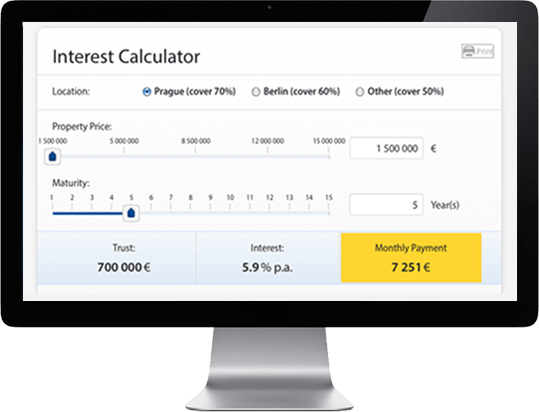 Interest Calculator
Print
Location: Prague (cover 70%) Berlin (cover 60%) Other (cover 50%)
Property Price:
1 500 000 5 000 000 8 500 000 12 000 000 15 000 000
1 500 000 €
Maturity:
1 2 3 4 5 6 7 8 9 10 11 12 13 14 15
5 Year(s)
Trust: Interest: Monthly Payment
700 000 € 5.9 % p.a. 7 251 €